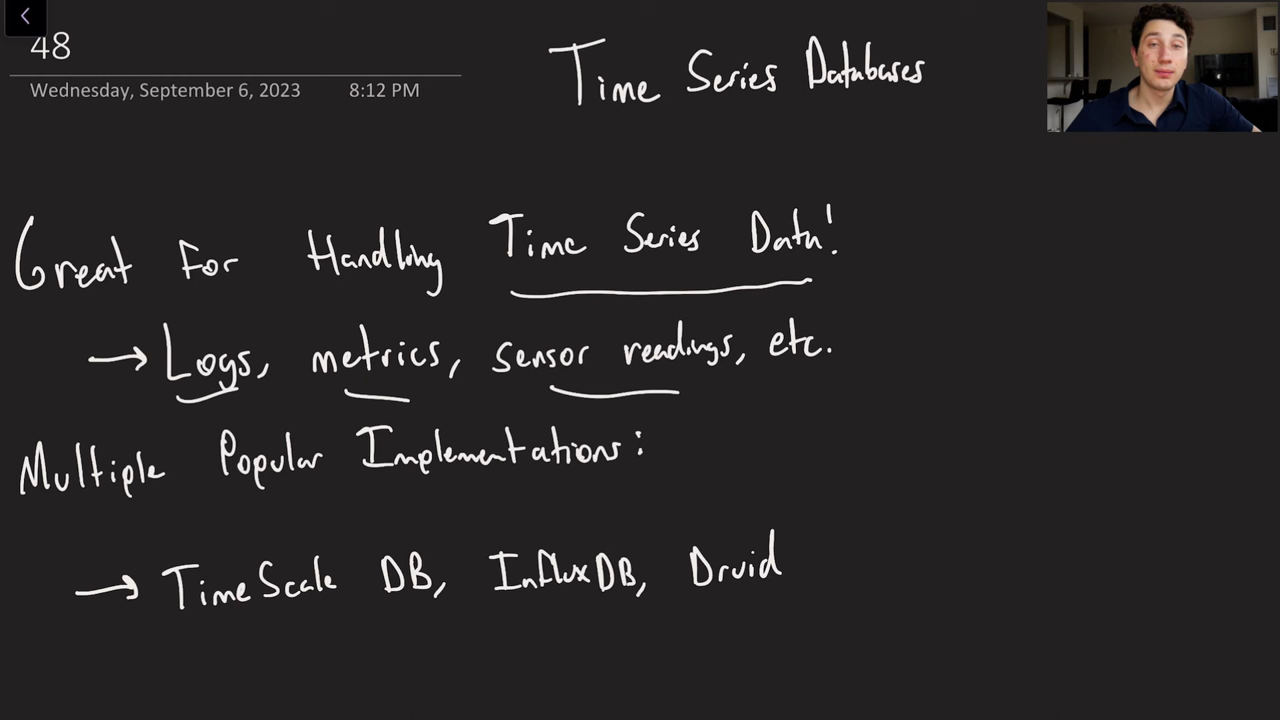 48
Wednesday, September 6, 2023 8:12 PM
Time Series Databases
Great For Handling Time Series Data!
→ Logs, metrics, sensor readings, etc.
Multiple Popular Implementations:
→ TimeScale DB, InfluxDB, Druid